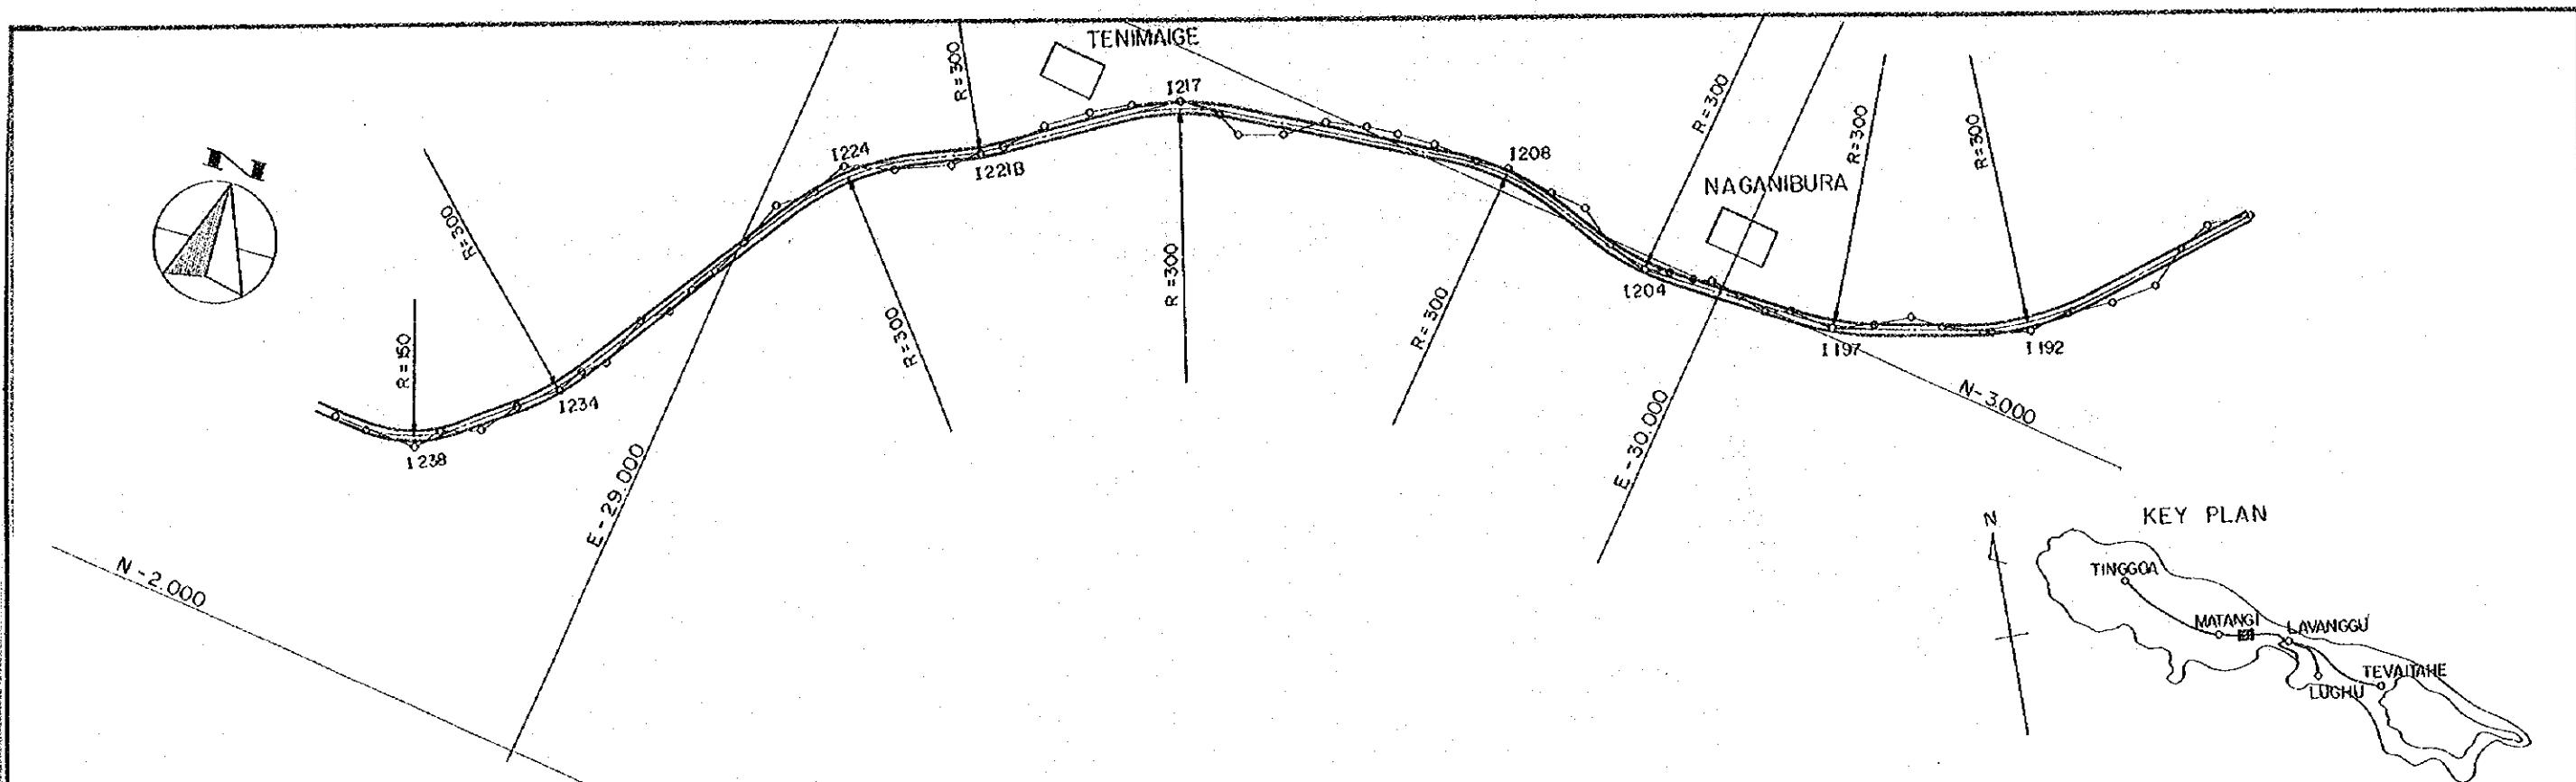 TENIMAIGE
R=300
I217
N
I224
I221B
R=300
I208
R=300
R=300
NAGANIBURA
R=300
R=300
R=300
R=300
I204
R=150
I197
I192
I234
N-3.000
I238
E-29.000
E-30.000
N-2.000
N
KEY PLAN
TINGGOA
MATANGI
LAVANGGU
TEVAITAHE
LUGHU